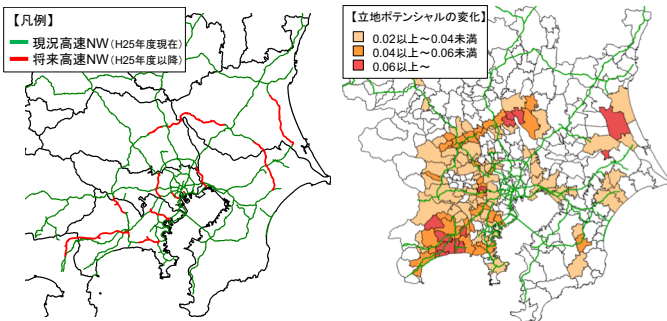 【凡例】
現況高速NW(H25年度現在)
将来高速NW(H25年度以降)
【立地ポテンシャルの変化】
0.02以上～0.04未満
0.04以上～0.06未満
0.06以上～